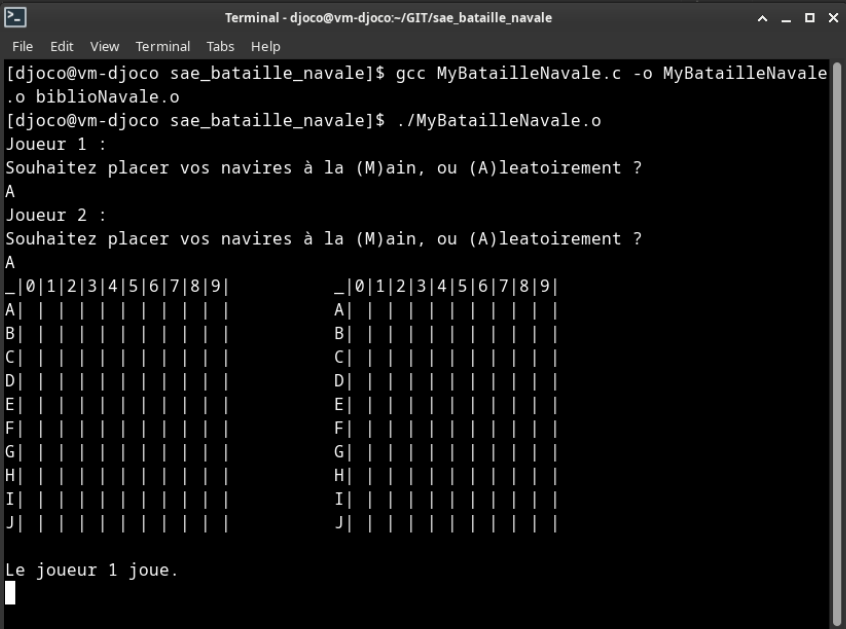 Terminal - djoco@vm-djoco:~/GIT/sae_bataille_navale
File Edit View Terminal Tabs Help
[djoco@vm-djoco sae_bataille_navale]$ gcc MyBatailleNavale.c -o MyBatailleNavale
.o biblioNavale.o
[djoco@vm-djoco sae_bataille_navale]$ ./MyBatailleNavale.o
Joueur 1 :
Souhaitez placer vos navires à la (M)ain, ou (A)leatoirement ?
A
Joueur 2 :
Souhaitez placer vos navires à la (M)ain, ou (A)leatoirement ?
A
_|0|1|2|3|4|5|6|7|8|9|          _|0|1|2|3|4|5|6|7|8|9|
A| | | | | | | | | | |          A| | | | | | | | | | |
B| | | | | | | | | | |          B| | | | | | | | | | |
C| | | | | | | | | | |          C| | | | | | | | | | |
D| | | | | | | | | | |          D| | | | | | | | | | |
E| | | | | | | | | | |          E| | | | | | | | | | |
F| | | | | | | | | | |          F| | | | | | | | | | |
G| | | | | | | | | | |          G| | | | | | | | | | |
H| | | | | | | | | | |          H| | | | | | | | | | |
I| | | | | | | | | | |          I| | | | | | | | | | |
J| | | | | | | | | | |          J| | | | | | | | | | |
Le joueur 1 joue.